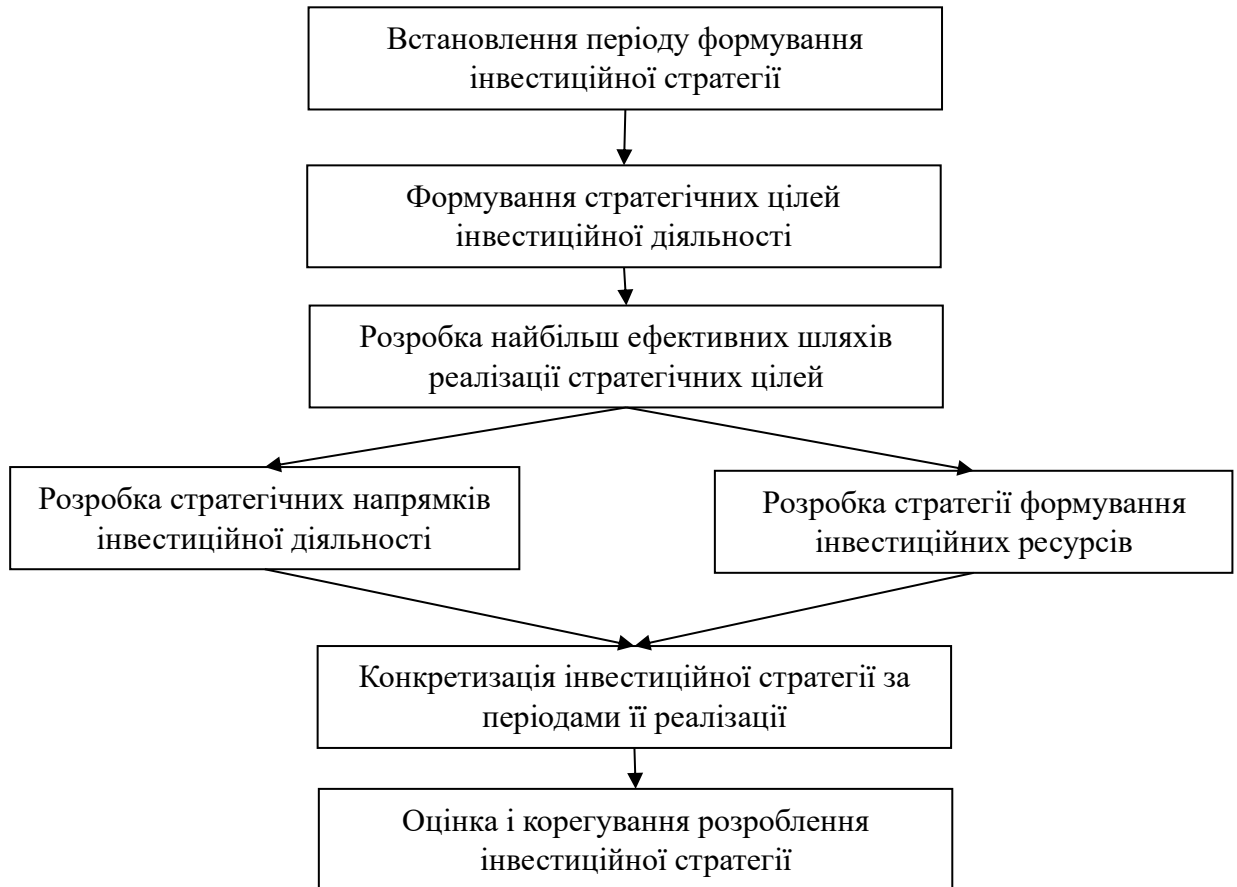 Встановлення періоду формування
інвестиційної стратегії
Формування стратегічних цілей
інвестиційної діяльності
Розробка найбільш ефективних шляхів
реалізації стратегічних цілей
Розробка стратегічних напрямків
інвестиційної діяльності
Розробка стратегії формування
інвестиційних ресурсів
Конкретизація інвестиційної стратегії за
періодами її реалізації
Оцінка і корегування розроблення
інвестиційної стратегії